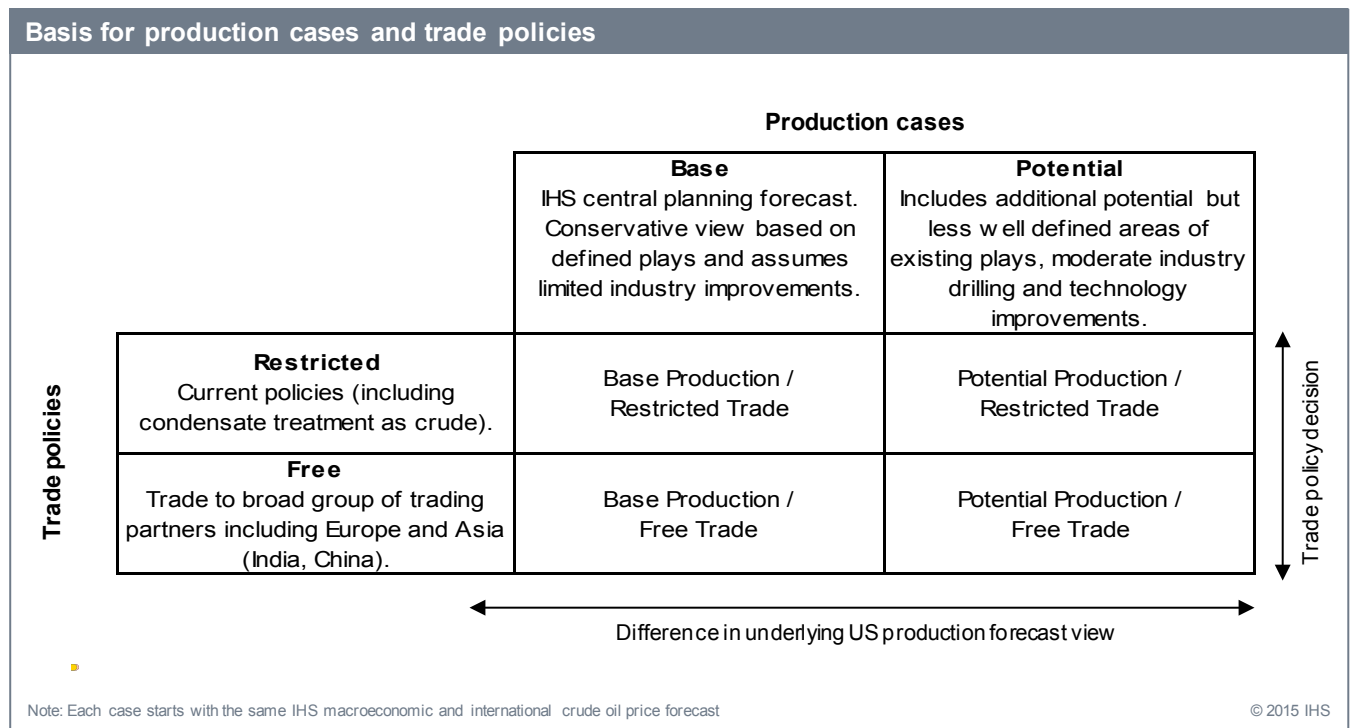 Basis for production cases and trade policies
Production cases
Base
IHS central planning forecast.
Conservative view based on
defined plays and assumes
limited industry improvements.
Potential
Includes additional potential but
less well defined areas of
existing plays, moderate industry
drilling and technology
improvements.
Trade policies
Restricted
Current policies (including
condensate treatment as crude).
Base Production /
Restricted Trade
Potential Production /
Restricted Trade
Free
Trade to broad group of trading
partners including Europe and Asia
(India, China).
Base Production /
Free Trade
Potential Production /
Free Trade
Trade policy decision
Difference in underlying US production forecast view
Note: Each case starts with the same IHS macroeconomic and international crude oil price forecast
© 2015 IHS